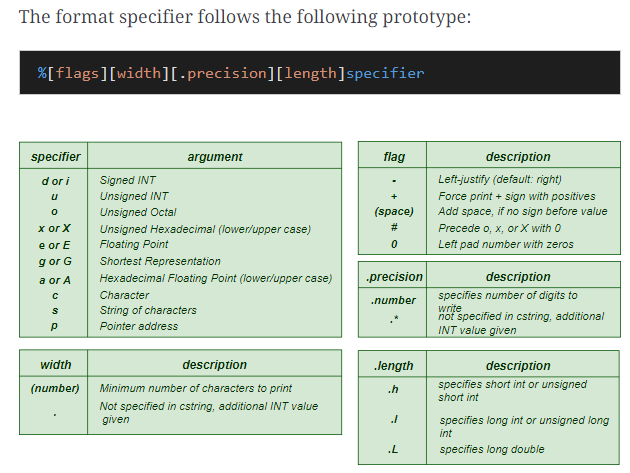 The format specifier follows the following prototype:
%[flags][width][.precision][length]specifier
specifier argument
d or i Signed INT
u Unsigned INT
o Unsigned Octal
x or X Unsigned Hexadecimal (lower/upper case)
e or E Floating Point
g or G Shortest Representation
a or A Hexadecimal Floating Point (lower/upper case)
c Character
s String of characters
p Pointer address
flag description
- Left-justify (default: right)
+ Force print + sign with positives
(space) Add space, if no sign before value
# Precede o, x, or X with 0
0 Left pad number with zeros
.precision description
.number specifies number of digits to
write
.* not specified in cstring, additional
INT value given
width description
(number) Minimum number of characters to print
. Not specified in cstring, additional INT value
given
.length description
.h specifies short int or unsigned
short int
.l specifies long int or unsigned long
int
.L specifies long double